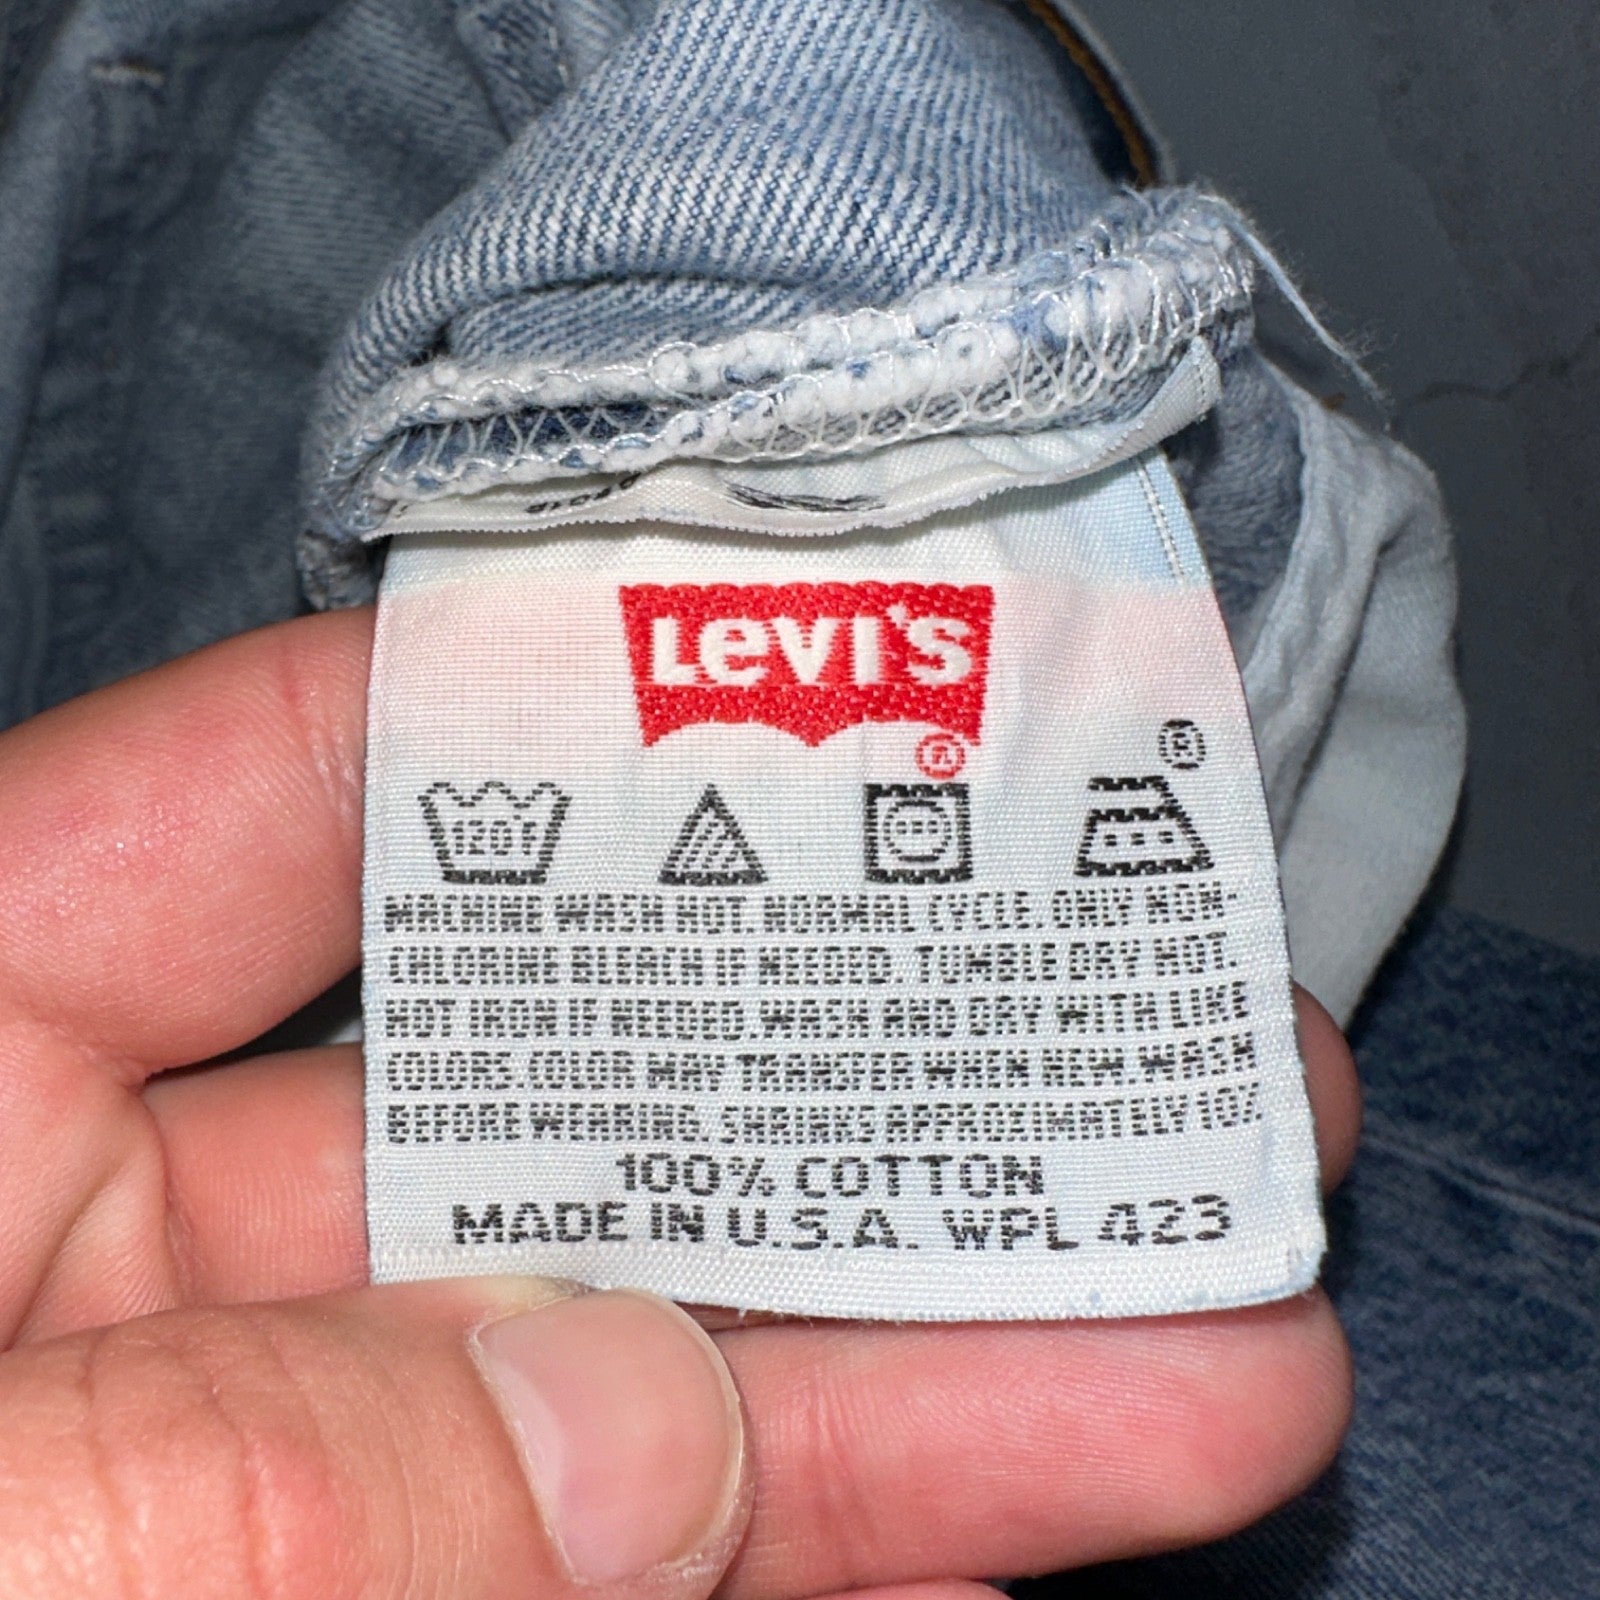 LEVI'S
®
®
120°F
MACHINE WASH HOT. NORMAL CYCLE. ONLY NON-
CHLORINE BLEACH IF NEEDED. TUMBLE DRY HOT.
HOT IRON IF NEEDED. WASH AND DRY WITH LIKE
COLORS. COLOR MAY TRANSFER WHEN NEW. WASH
BEFORE WEARING. SHRINKS APPROXIMATELY 10%
100% COTTON
MADE IN U.S.A. WPL 423